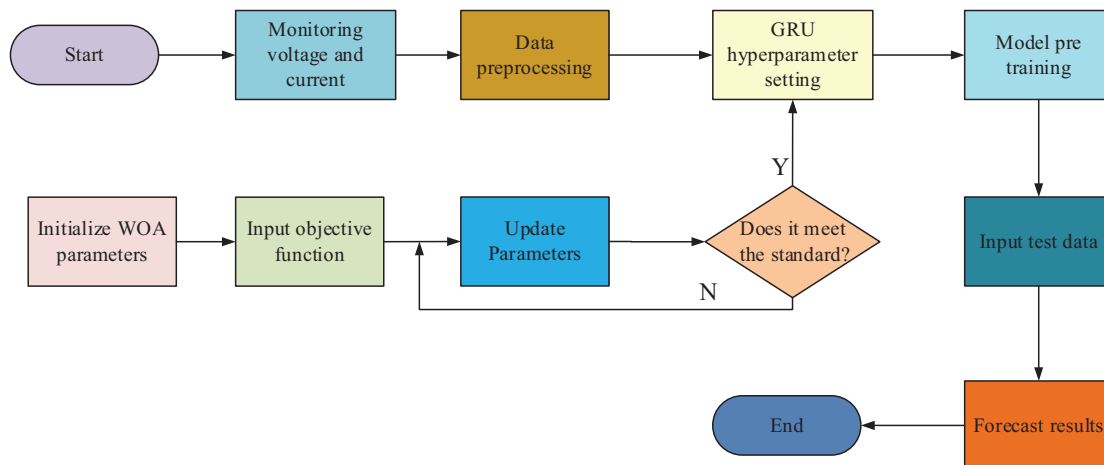 Start
Monitoring
voltage and
current
Data
preprocessing
GRU
hyperparameter
setting
Model pre
training
Y
Initialize WOA
parameters
Input objective
function
Update
Parameters
Does it meet
the standard?
Input test data
N
End
Forecast results